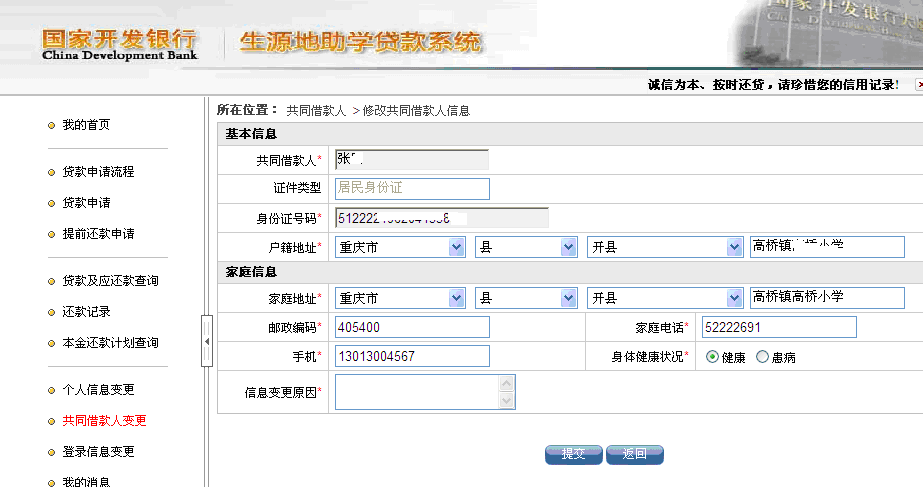 国家开发银行
China Development Bank
生源地助学贷款系统
国家开发银行大
诚信为本、按时还贷，请珍惜您的信用记录!
我的首页
贷款申请流程
贷款申请
提前还款申请
贷款及应还款查询
还款记录
本金还款计划查询
个人信息变更
共同借款人变更
登录信息变更
我的消息
所在位置： 共同借款人 >修改共同借款人信息
基本信息
共同借款人* 张
证件类型 居民身份证
身份证号码* 512222
户籍地址* 重庆市 县 开县 高桥镇 小学
家庭信息
家庭地址* 重庆市 县 开县 高桥镇高桥小学
邮政编码* 405400 家庭电话* 52222691
手机* 13013004567 身体健康状况* 健康 患病
信息变更原因*
提交 返回